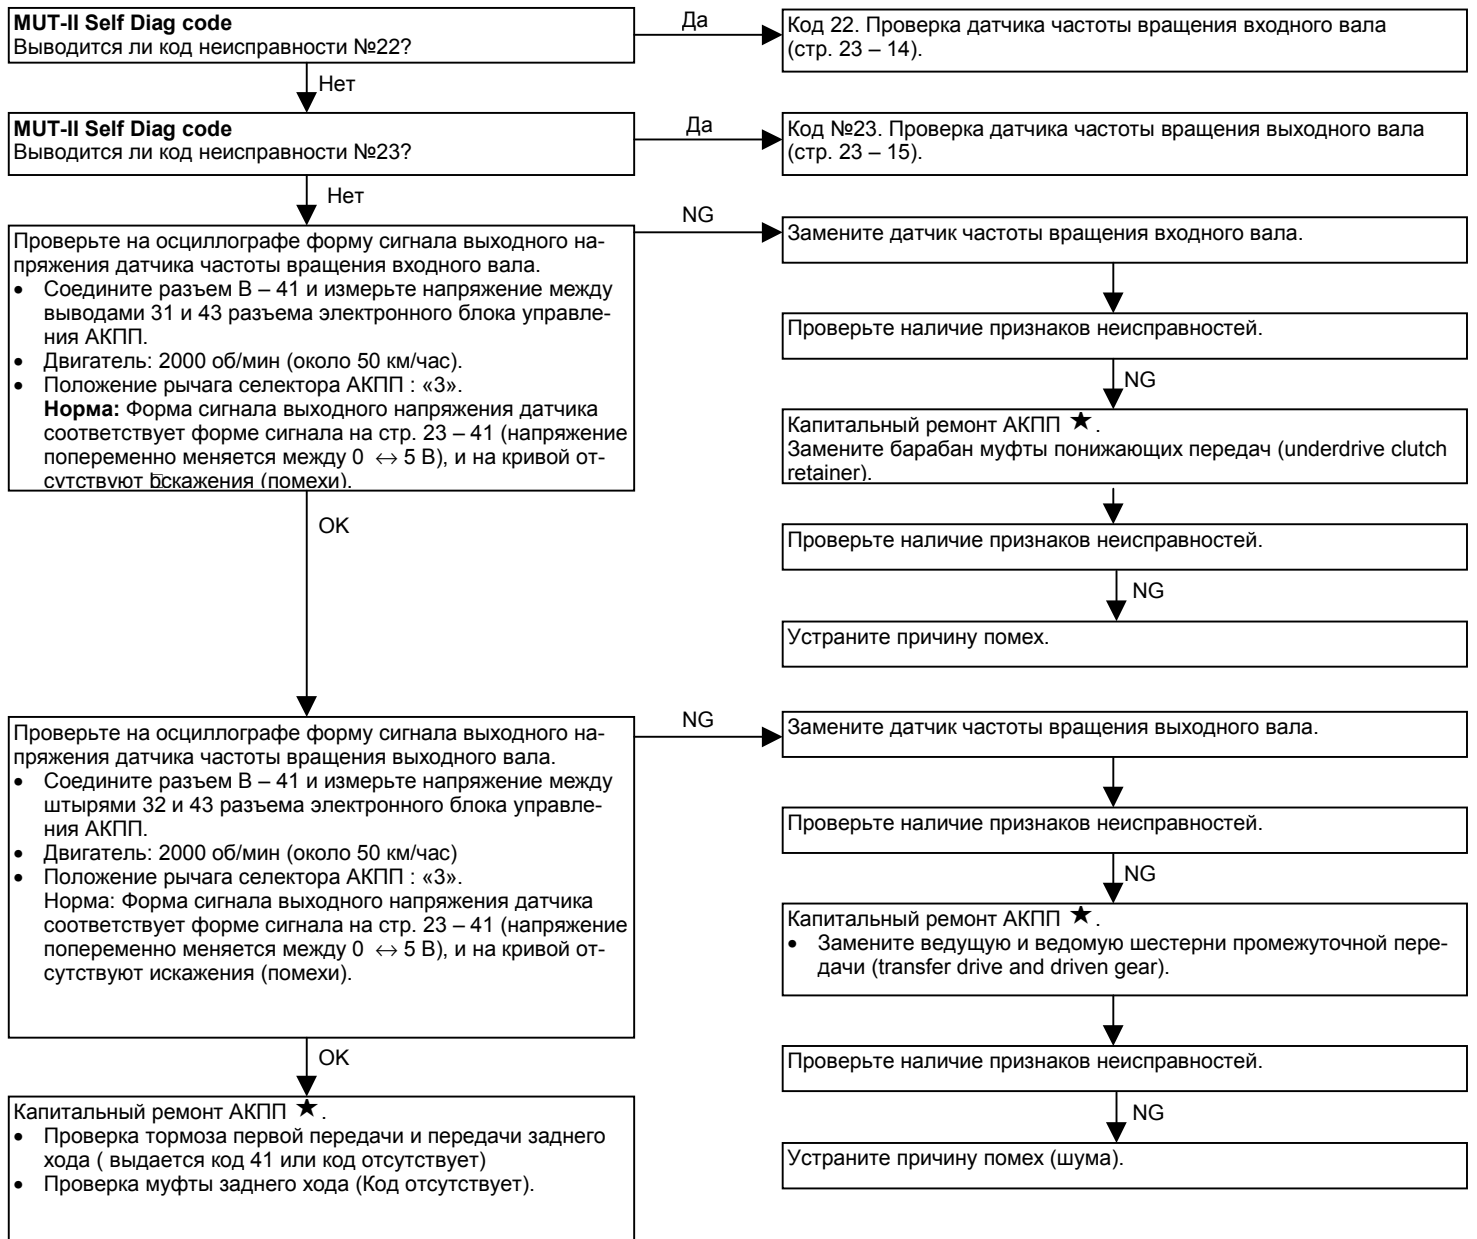 MUT-II Self Diag code
Выводится ли код неисправности №22?
Да
Код 22. Проверка датчика частоты вращения входного вала
(стр. 23 – 14).
Нет
MUT-II Self Diag code
Выводится ли код неисправности №23?
Да
Код №23. Проверка датчика частоты вращения выходного вала
(стр. 23 – 15).
Нет
Проверьте на осциллографе форму сигнала выходного на-
пряжения датчика частоты вращения входного вала.
• Соедините разъем В – 41 и измерьте напряжение между
выводами 31 и 43 разъема электронного блока управле-
ния АКПП.
• Двигатель: 2000 об/мин (около 50 км/час).
• Положение рычага селектора АКПП : «3».
Норма: Форма сигнала выходного напряжения датчика
соответствует форме сигнала на стр. 23 – 41 (напряжение
попеременно меняется между 0 ↔ 5 В), и на кривой от-
сутствуют искажения (помехи).
NG
Замените датчик частоты вращения входного вала.
Проверьте наличие признаков неисправностей.
NG
Капитальный ремонт АКПП ★.
Замените барабан муфты понижающих передач (underdrive clutch
retainer).
Проверьте наличие признаков неисправностей.
NG
Устраните причину помех.
OK
Проверьте на осциллографе форму сигнала выходного на-
пряжения датчика частоты вращения выходного вала.
• Соедините разъем В – 41 и измерьте напряжение между
штырями 32 и 43 разъема электронного блока управле-
ния АКПП.
• Двигатель: 2000 об/мин (около 50 км/час)
• Положение рычага селектора АКПП : «3».
Норма: Форма сигнала выходного напряжения датчика
соответствует форме сигнала на стр. 23 – 41 (напряжение
попеременно меняется между 0 ↔ 5 В), и на кривой от-
сутствуют искажения (помехи).
NG
Замените датчик частоты вращения выходного вала.
Проверьте наличие признаков неисправностей.
NG
Капитальный ремонт АКПП ★.
• Замените ведущую и ведомую шестерни промежуточной пере-
дачи (transfer drive and driven gear).
Проверьте наличие признаков неисправностей.
NG
Устраните причину помех (шума).
OK
Капитальный ремонт АКПП ★.
• Проверка тормоза первой передачи и передачи заднего
хода ( выдается код 41 или код отсутствует)
• Проверка муфты заднего хода (Код отсутствует).